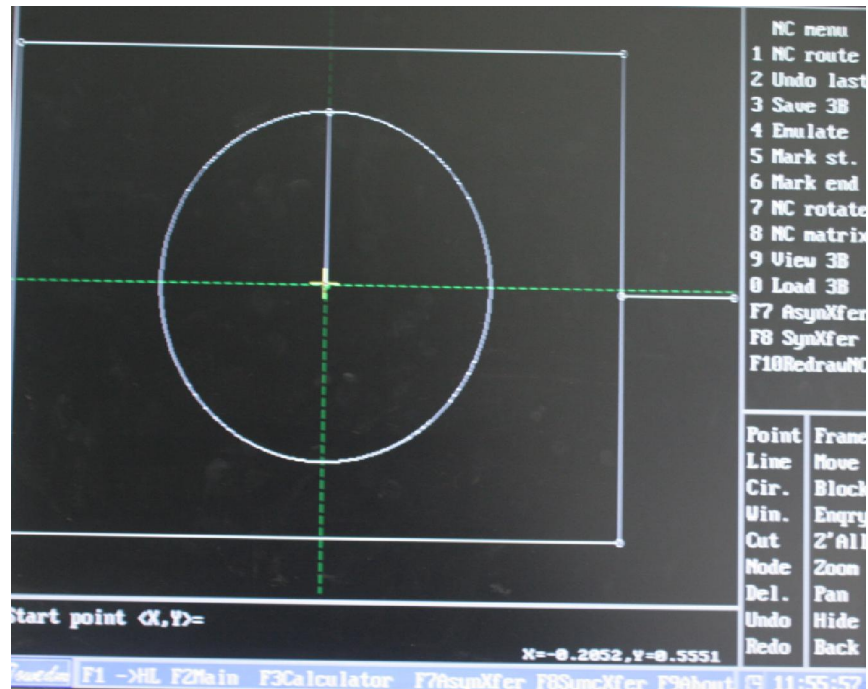 NC menu
1 NC route
2 Undo last
3 Save 3B
4 Emulate
5 Mark st.
6 Mark end
7 NC rotate
8 NC matrix
9 View 3B
0 Load 3B
F7 AsynXfer
F8 SynXfer
F10RedrawNC
Point Frame
Line Move
Cir. Block
Win. Enqry
Cut Z"All
Mode Zoom
Del. Pan
Undo Hide
Redo Back
Start point <X,Y>=
X=-0.2052,Y=0.5551
F1 ->HL F2Main F3Calculator F7AsynXfer F8SyncXfer F9About 11:55:52